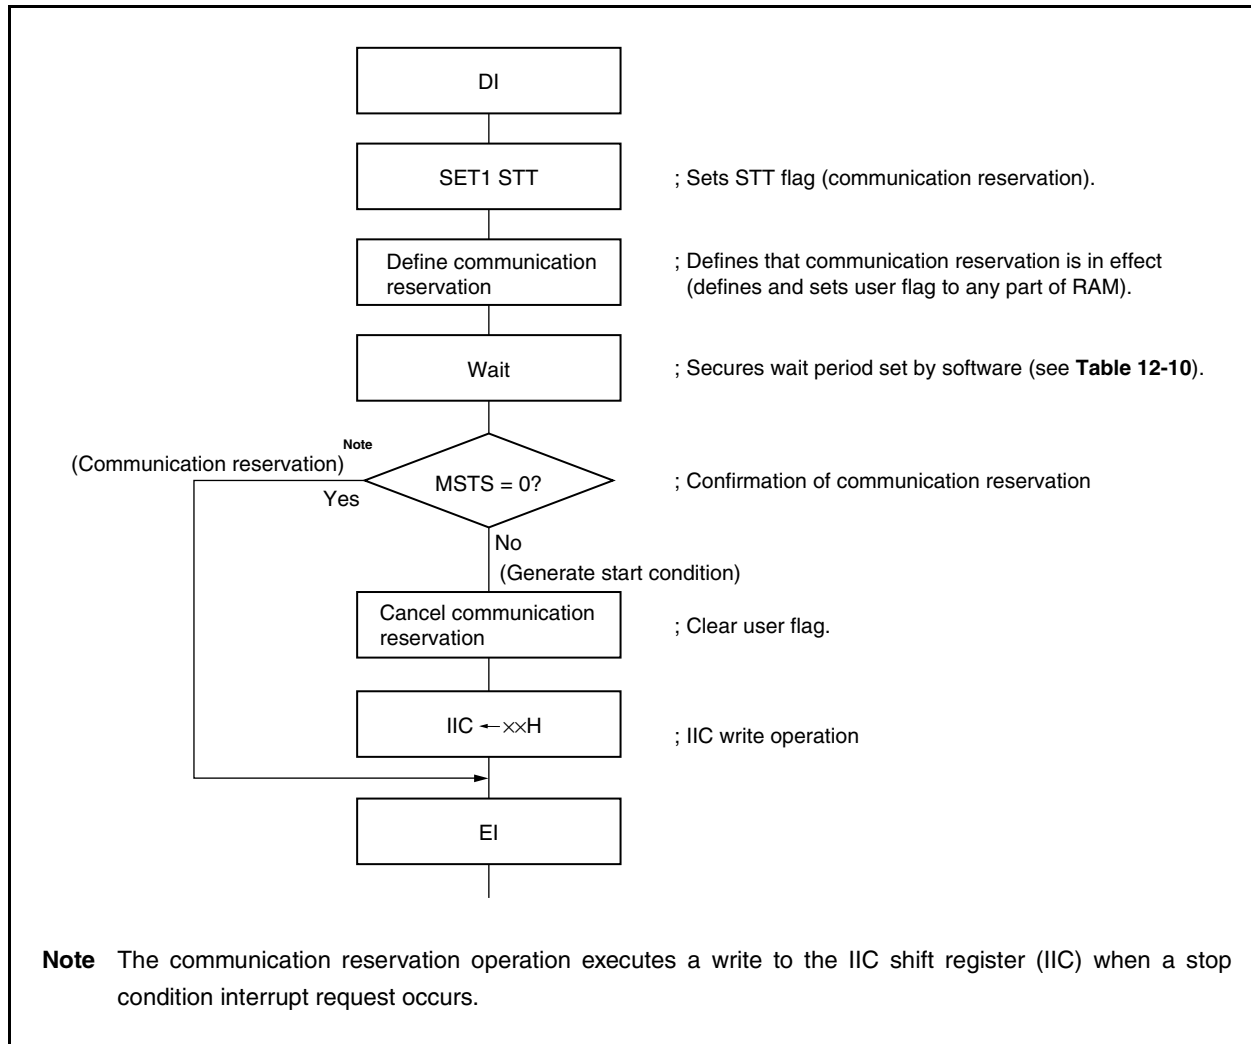 DI
SET1 STT
; Sets STT flag (communication reservation).
Define communication
reservation
; Defines that communication reservation is in effect
(defines and sets user flag to any part of RAM).
Wait
; Secures wait period set by software (see Table 12-10).
(Communication reservation) Note
MSTS = 0?
; Confirmation of communication reservation
Yes
No
(Generate start condition)
Cancel communication
reservation
; Clear user flag.
IIC ← ××H
; IIC write operation
EI
Note The communication reservation operation executes a write to the IIC shift register (IIC) when a stop
condition interrupt request occurs.